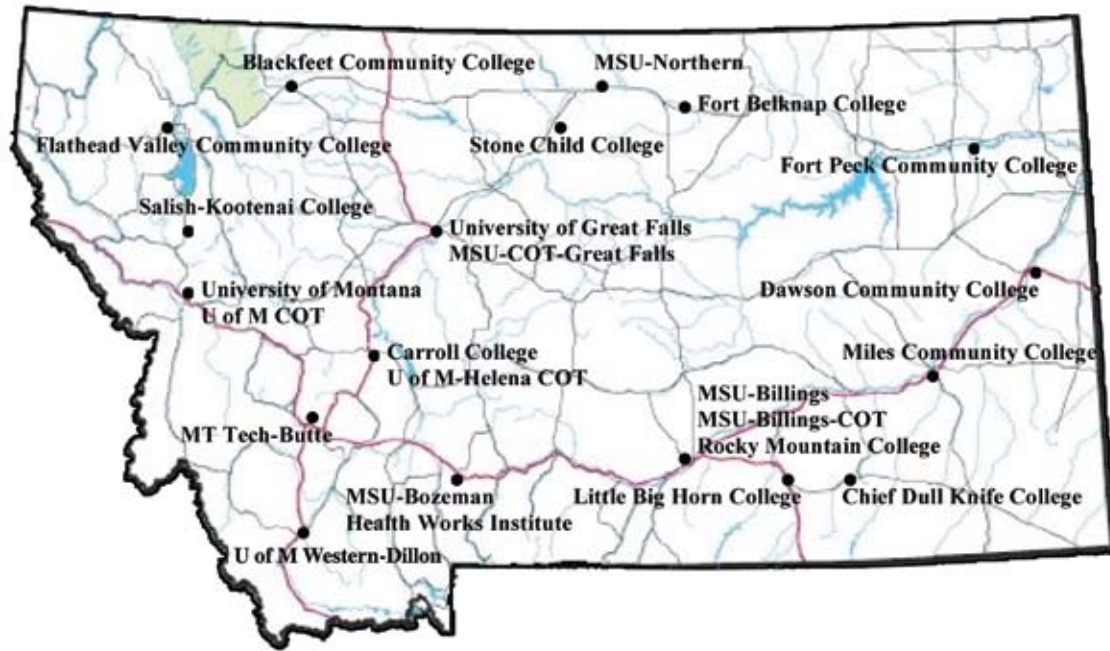 Blackfeet Community College
MSU-Northern
Fort Belknap College
Flathead Valley Community College
Stone Child College
Fort Peck Community College
Salish-Kootenai College
University of Great Falls
MSU-COT-Great Falls
Dawson Community College
University of Montana
U of M COT
Carroll College
U of M-Helena COT
Miles Community College
MSU-Billings
MSU-Billings-COT
Rocky Mountain College
MT Tech-Butte
MSU-Bozeman
Health Works Institute
Little Big Horn College
Chief Dull Knife College
U of M Western-Dillon